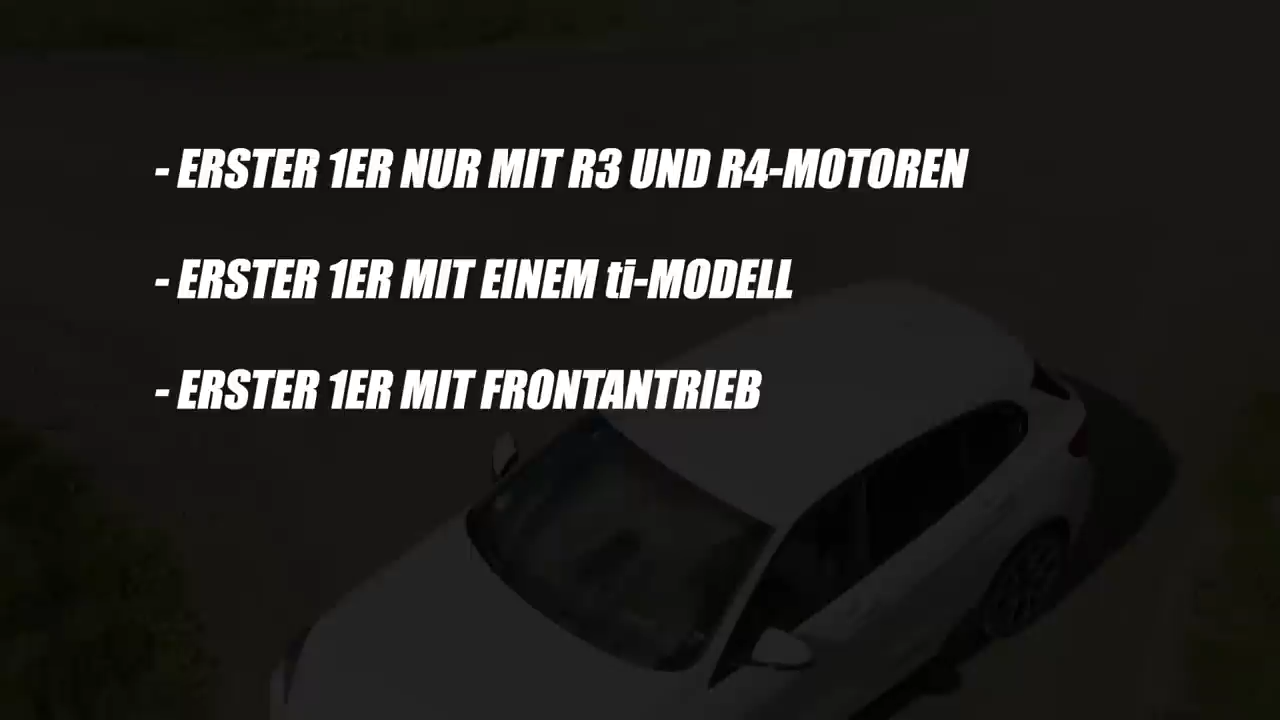 - ERSTER 1ER NUR MIT R3 UND R4-MOTOREN
- ERSTER 1ER MIT EINEM ti-MODELL
- ERSTER 1ER MIT FRONTANTRIEB